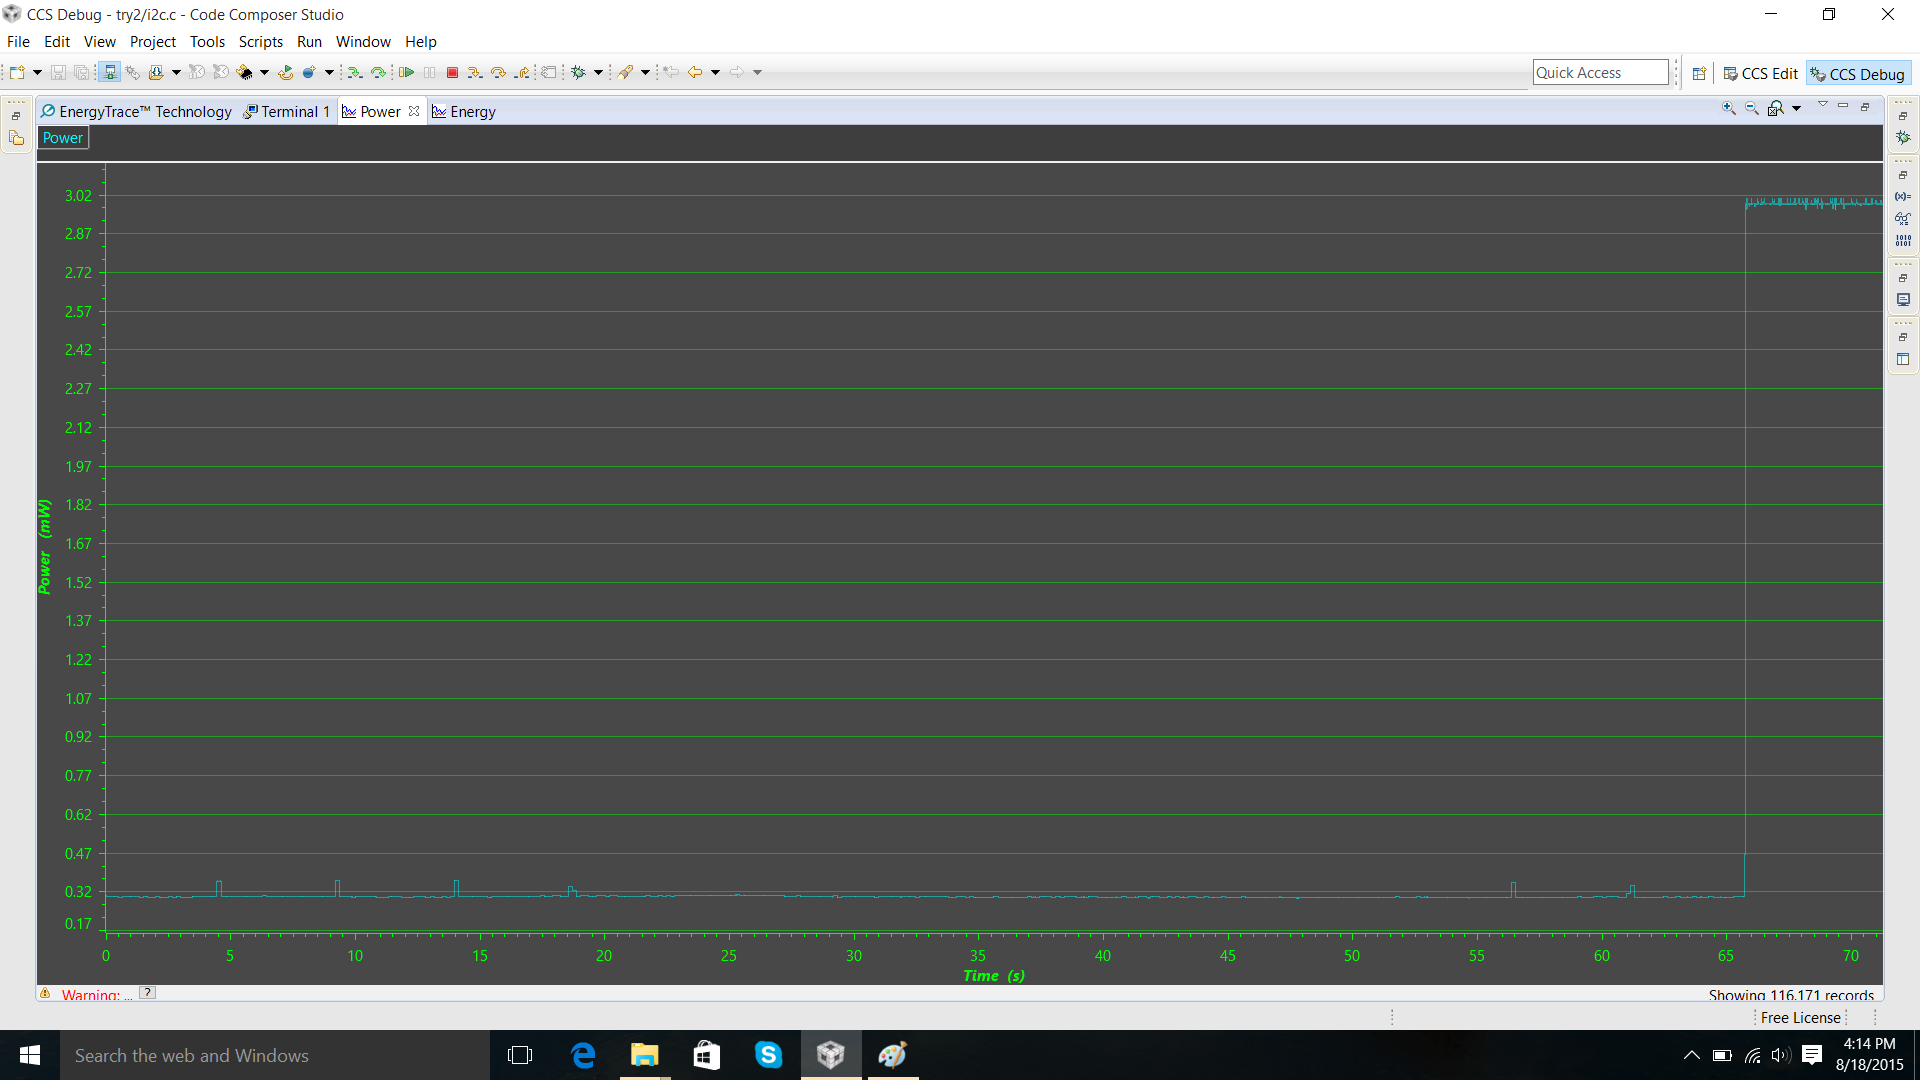 CCS Debug - try2/i2c.c - Code Composer Studio
File Edit View Project Tools Scripts Run Window Help
Quick Access
CCS Edit
CCS Debug
EnergyTrace™ Technology
Terminal 1
Power
Energy
Power
3.02
2.87
2.72
2.57
2.42
2.27
2.12
1.97
1.82
1.67
1.52
1.37
1.22
1.07
0.92
0.77
0.62
0.47
0.32
0.17
Power (mW)
0 5 10 15 20 25 30 35 40 45 50 55 60 65 70
Time (s)
Warning: ... ?
Showing 116,171 records
Free License
Search the web and Windows
4:14 PM
8/18/2015
(x)=
1010
0101